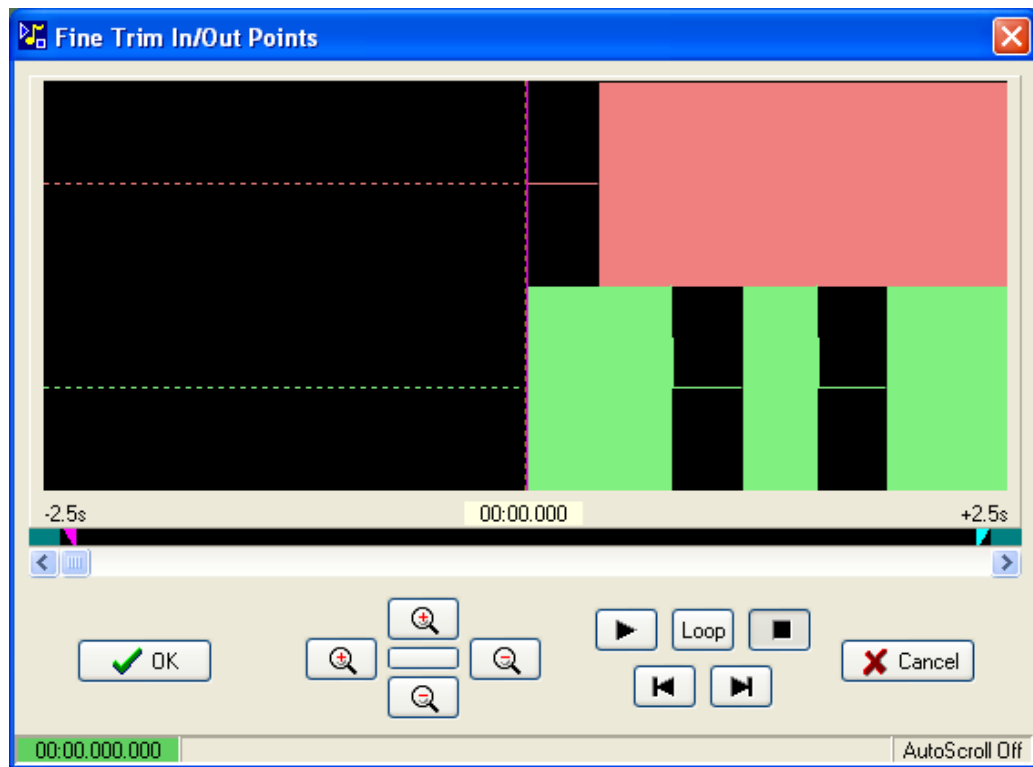 Fine Trim In/Out Points
-2.5s 00:00.000 +2.5s
Loop
OK
Cancel
00:00.000.000 AutoScroll Off